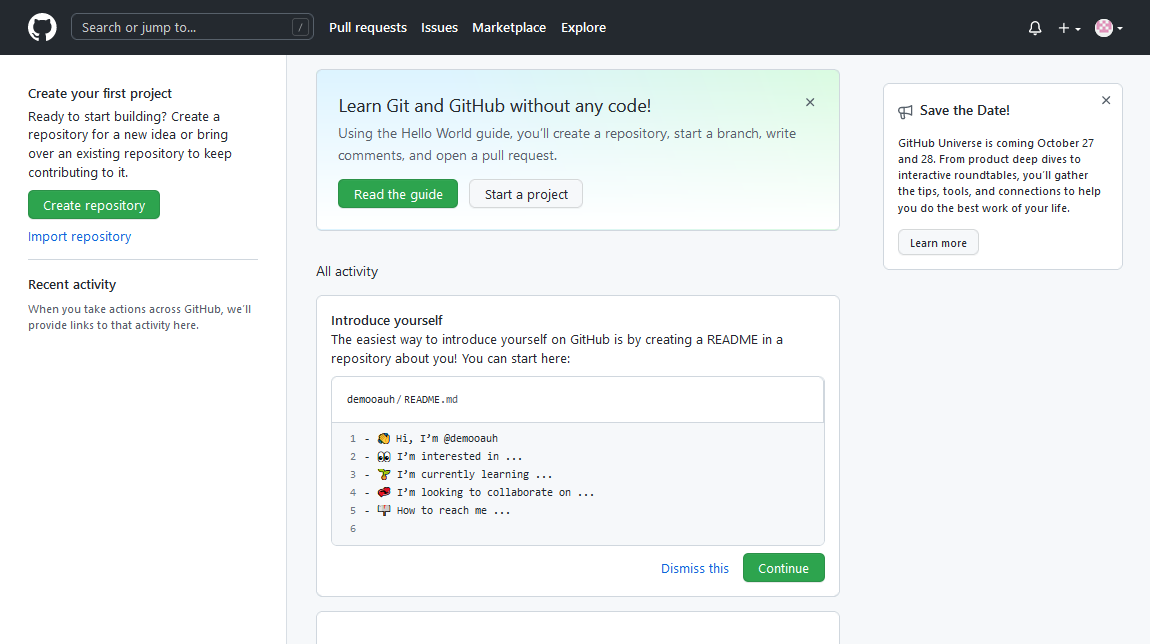 Search or jump to...
/
Pull requests
Issues
Marketplace
Explore
Create your first project
Ready to start building? Create a
repository for a new idea or bring
over an existing repository to keep
contributing to it.
Create repository
Import repository
Recent activity
When you take actions across GitHub, we'll
provide links to that activity here.
Learn Git and GitHub without any code!
Using the Hello World guide, you'll create a repository, start a branch, write
comments, and open a pull request.
Read the guide
Start a project
All activity
Introduce yourself
The easiest way to introduce yourself on GitHub is by creating a README in a
repository about you! You can start here:
demooauh/README.md
1 - 👋 Hi, I’m @demooauh
2 - 👀 I’m interested in ...
3 - 🌱 I’m currently learning ...
4 - 💞️ I’m looking to collaborate on ...
5 - 📫 How to reach me ...
6
Dismiss this
Continue
Save the Date!
GitHub Universe is coming October 27
and 28. From product deep dives to
interactive roundtables, you'll gather
the tips, tools, and connections to help
you do the best work of your life.
Learn more